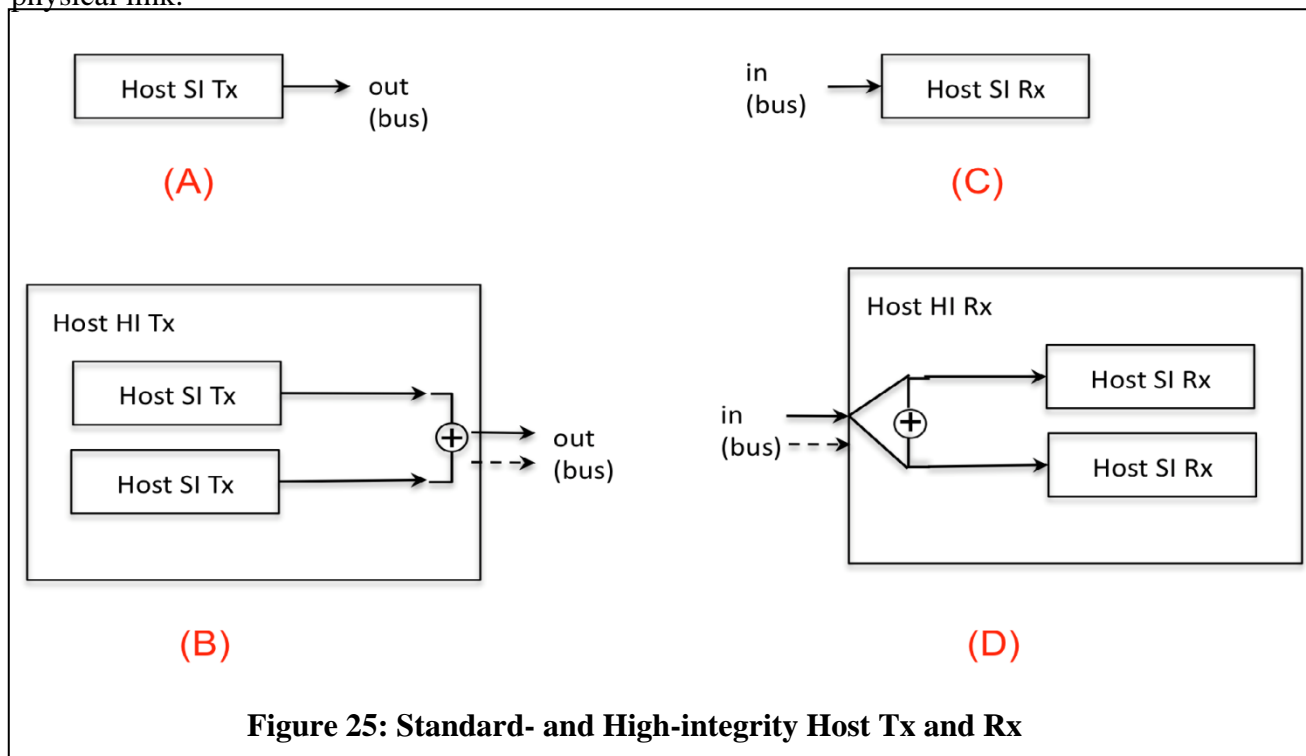 physical link.
Host SI Tx
out
(bus)
(A)
in
(bus)
Host SI Rx
(C)
Host HI Tx
Host SI Tx
Host SI Tx
+
out
(bus)
(B)
Host HI Rx
in
(bus)
+
Host SI Rx
Host SI Rx
(D)
Figure 25: Standard- and High-integrity Host Tx and Rx